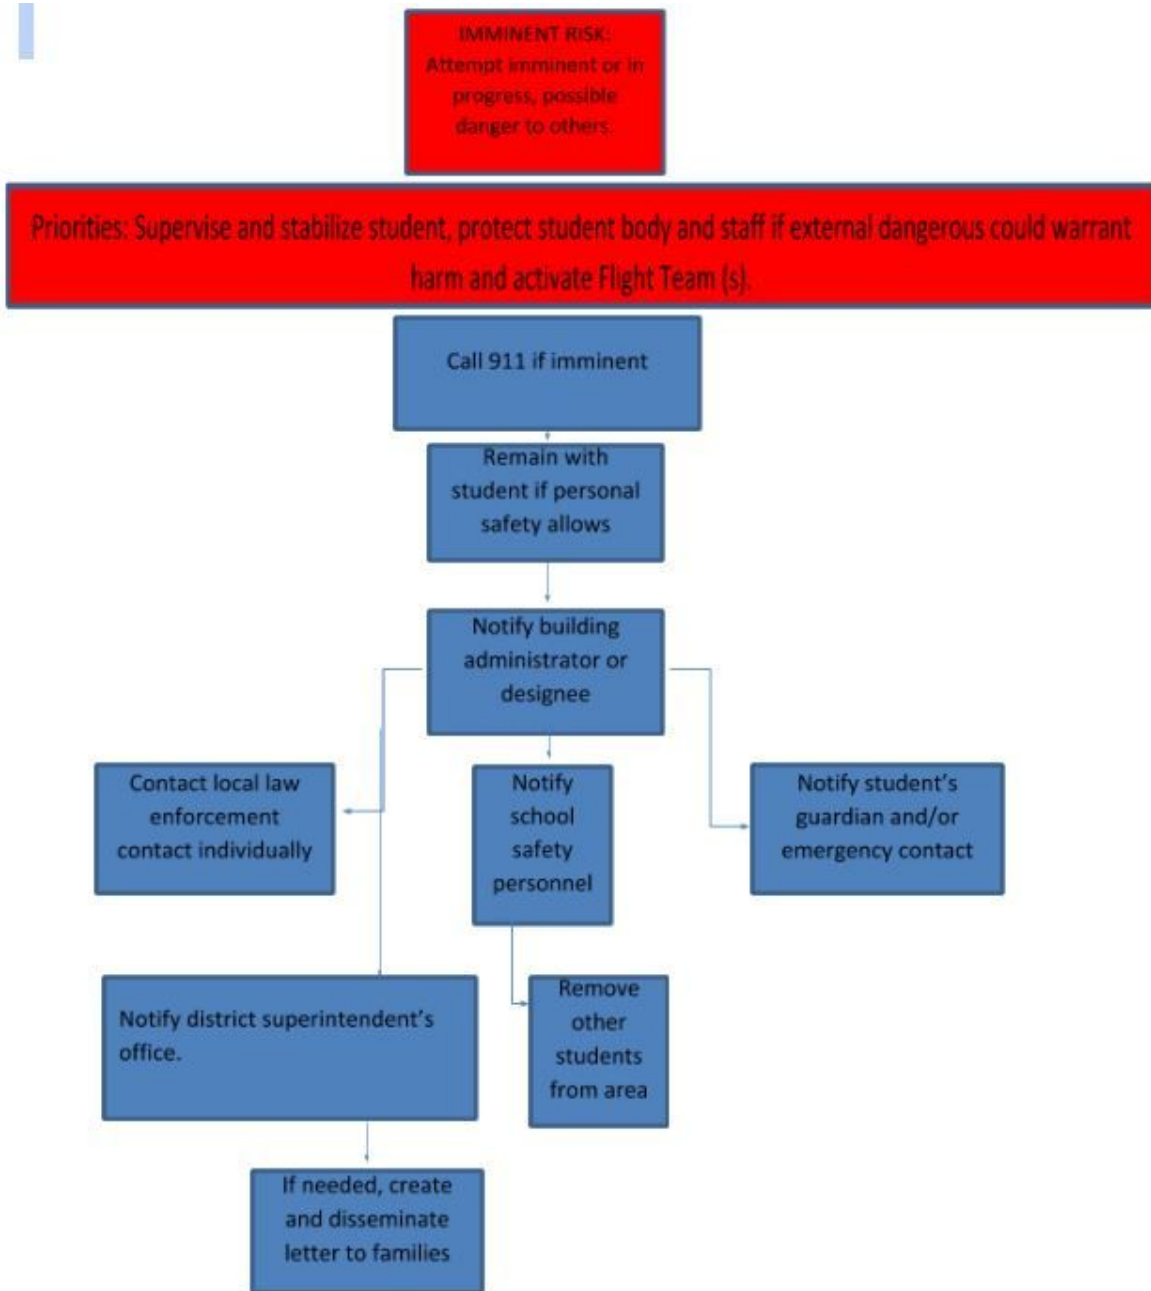 IMMINENT RISK:
Attempt imminent or in
progress, possible
danger to others.
Priorities: Supervise and stabilize student, protect student body and staff if external dangerous could warrant
harm and activate Flight Team (s).
Call 911 if imminent
Remain with
student if personal
safety allows
Notify building
administrator or
designee
Contact local law
enforcement
contact individually
Notify
school
safety
personnel
Notify student’s
guardian and/or
emergency contact
Notify district superintendent’s
office.
Remove
other
students
from area
If needed, create
and disseminate
letter to families